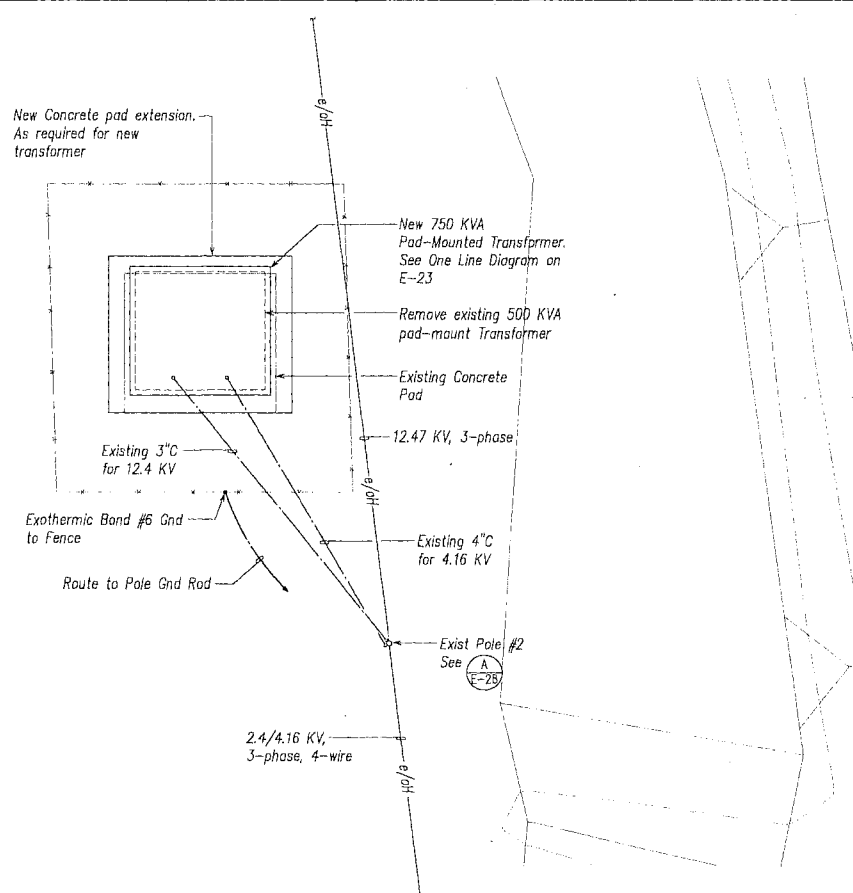 e/oH
New Concrete pad extension.
As required for new
transformer
New 750 KVA
Pad-Mounted Transformer.
See One Line Diagram on
E-23
Remove existing 500 KVA
pad-mount Transformer
Existing Concrete
Pad
12.47 KV, 3-phase
Existing 3"C
for 12.4 KV
e/oH
Exothermic Bond #6 Gnd
to Fence
Existing 4"C
for 4.16 KV
Route to Pole Gnd Rod
Exist Pole #2
See
A
E-28
2.4/4.16 KV,
3-phase, 4-wire
e/oH